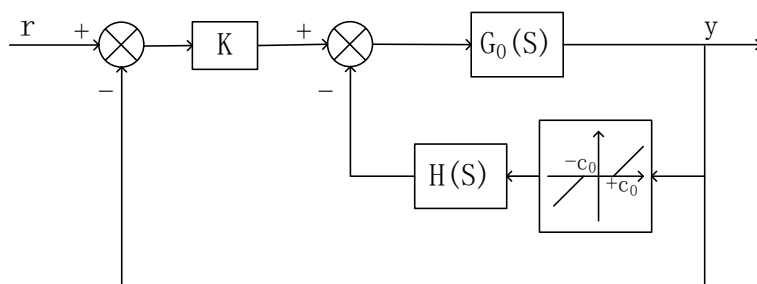 r
+
-
K
+
-
G₀(S)
y
H(S)
-c₀
+c₀